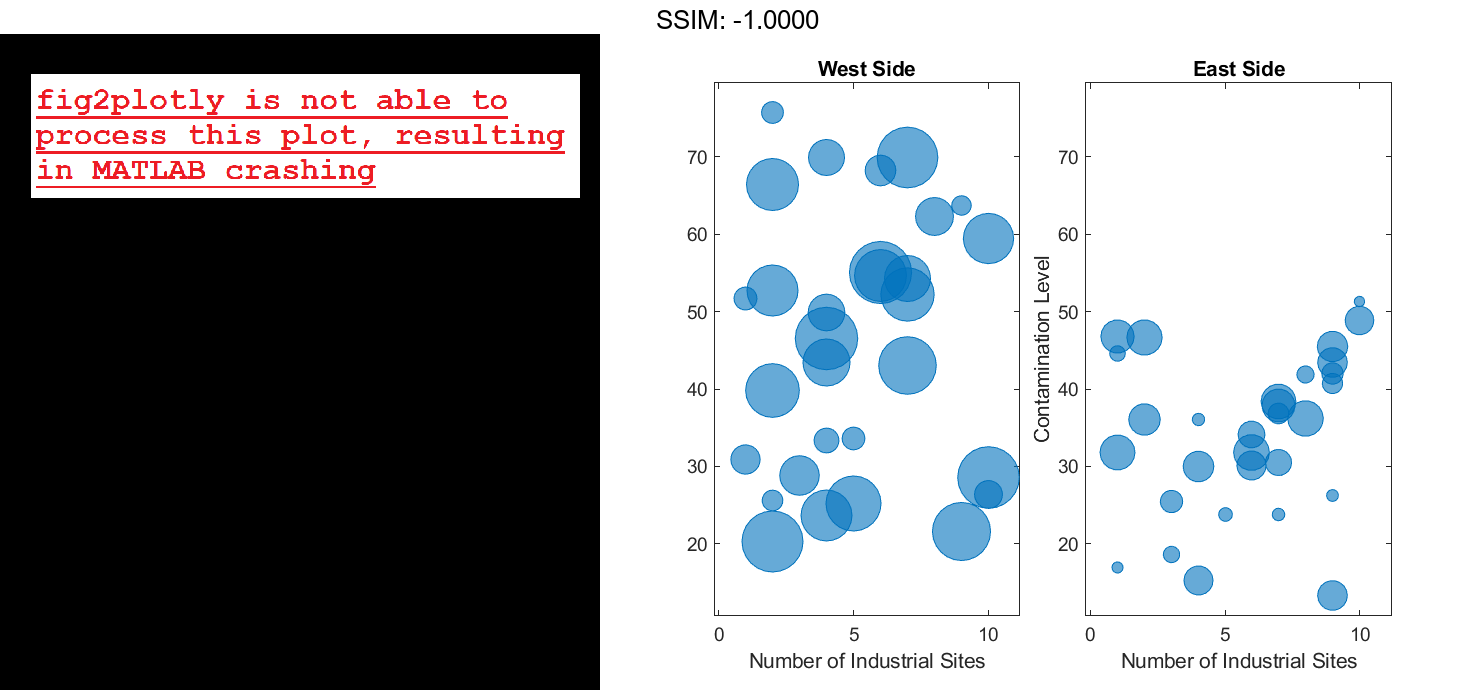 SSIM: -1.0000
fig2plotly is not able to
process this plot, resulting
in MATLAB crashing
West Side
70
60
50
40
30
20
0 5 10
Number of Industrial Sites
East Side
Contamination Level
70
60
50
40
30
20
0 5 10
Number of Industrial Sites